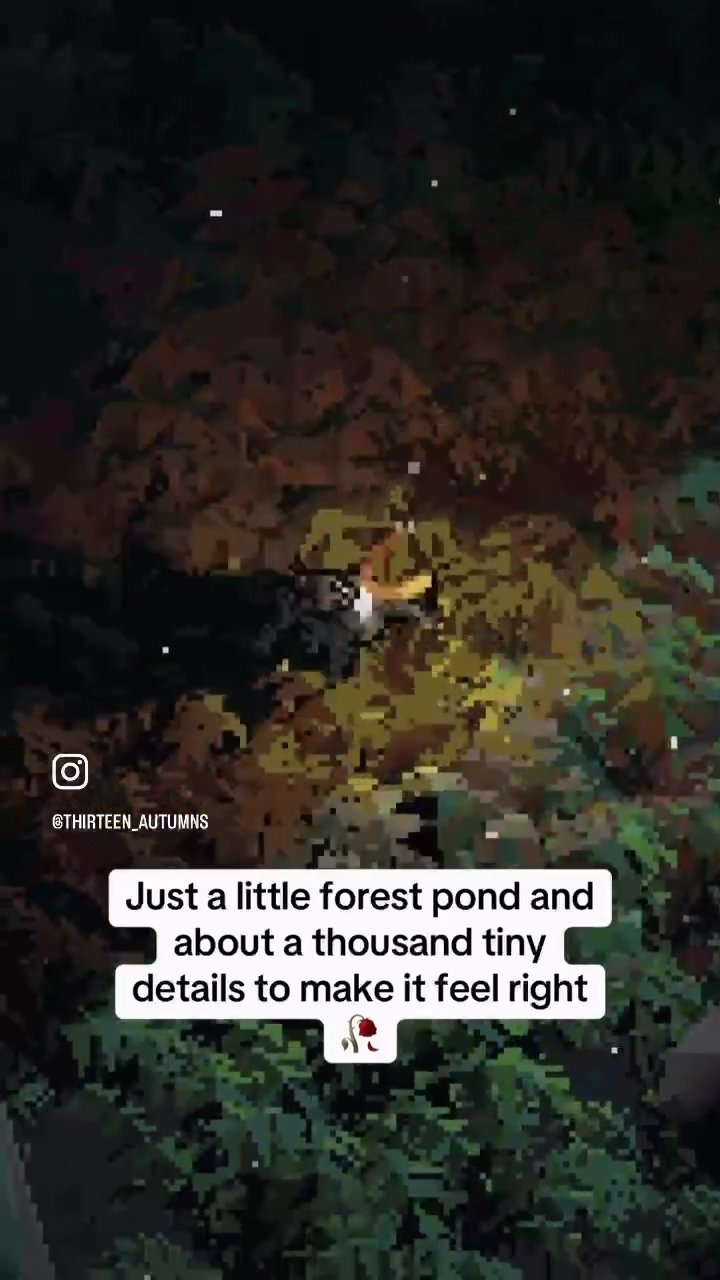 @THIRTEEN_AUTUMNS
Just a little forest pond and
about a thousand tiny
details to make it feel right
🥀